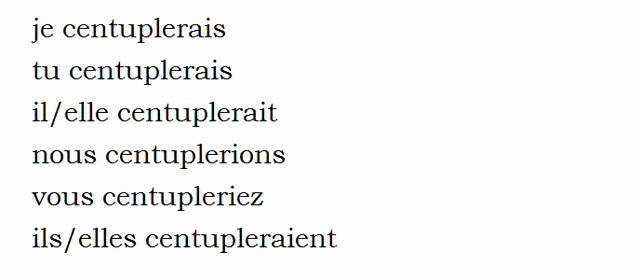 je centuplerais
tu centuplerais
il/elle centuplerait
nous centuplerions
vous centupleriez
ils/elles centupleraient